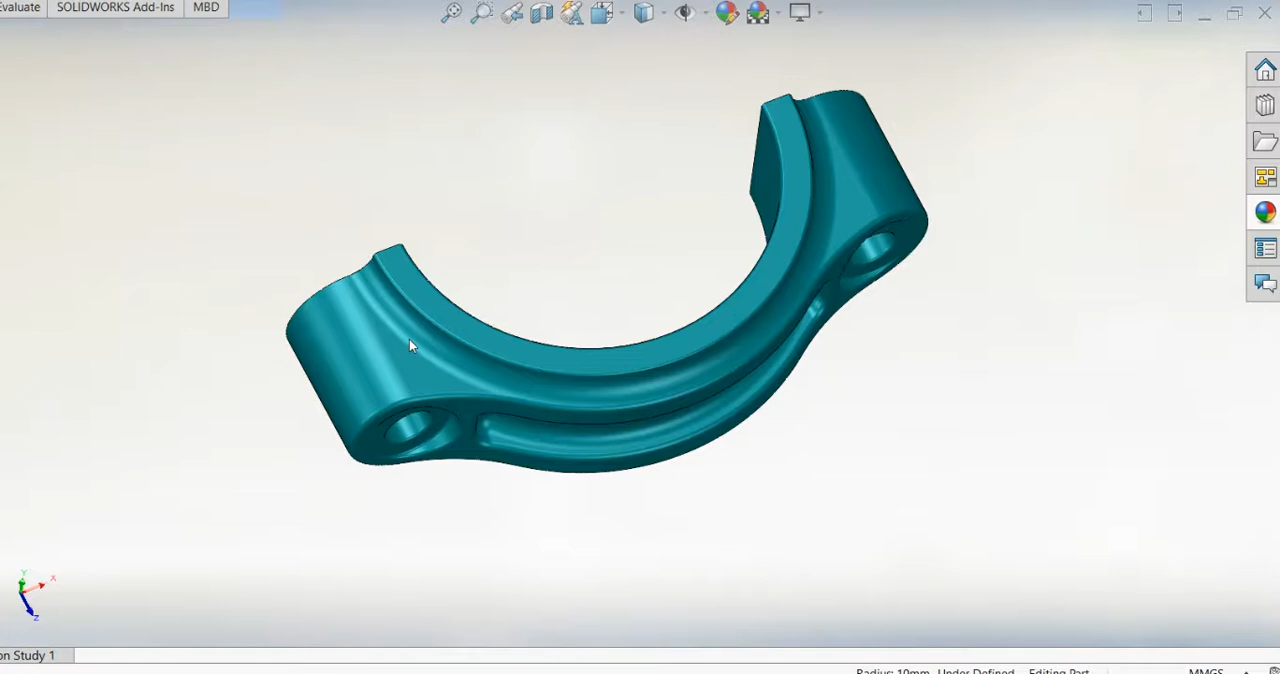 Evaluate SOLIDWORKS Add-Ins MBD
Y
X
Z
on Study 1
Radius: 10mm Under Defined Editing Part MMGS